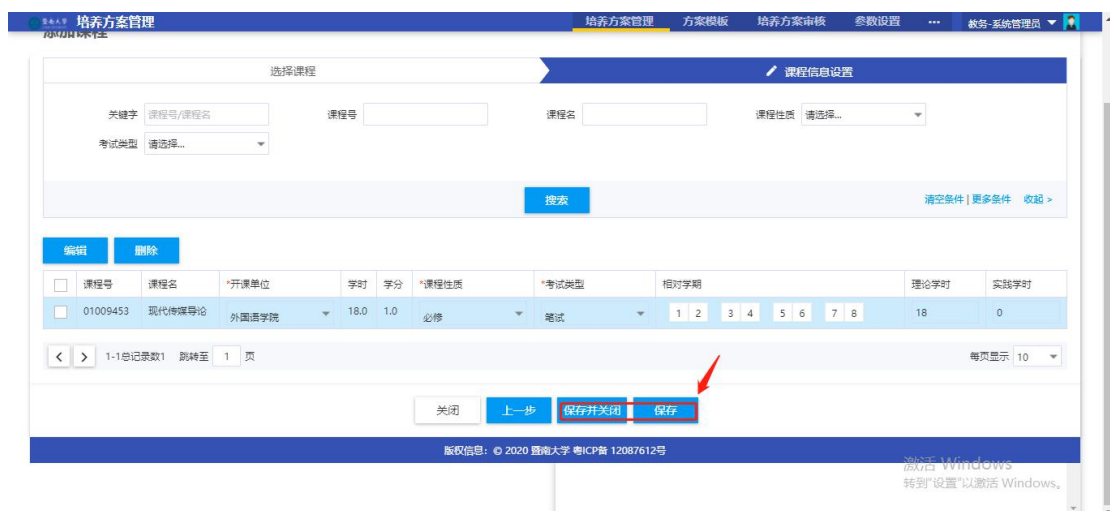 暨南大学 培养方案管理 培养方案管理 方案模板 培养方案审核 参数设置 ••• 教务-系统管理员
添加课程
选择课程 课程信息设置
关键字 课程号/课程名 课程号 课程名 课程性质 请选择...
考试类型 请选择...
搜索 清空条件 | 更多条件 收起 >
编辑 删除
课程号 课程名 *开课单位 学时 学分 *课程性质 *考试类型 相对学期 理论学时 实践学时
01009453 现代传媒导论 外国语学院 18.0 1.0 必修 笔试 1 2 3 4 5 6 7 8 18 0
< > 1-1总记录数1 跳转至 1 页 每页显示 10
关闭 上一步 保存并关闭 保存
版权信息：© 2020 暨南大学 粤ICP备 12087612号
激活 Windows
转到"设置"以激活 Windows。